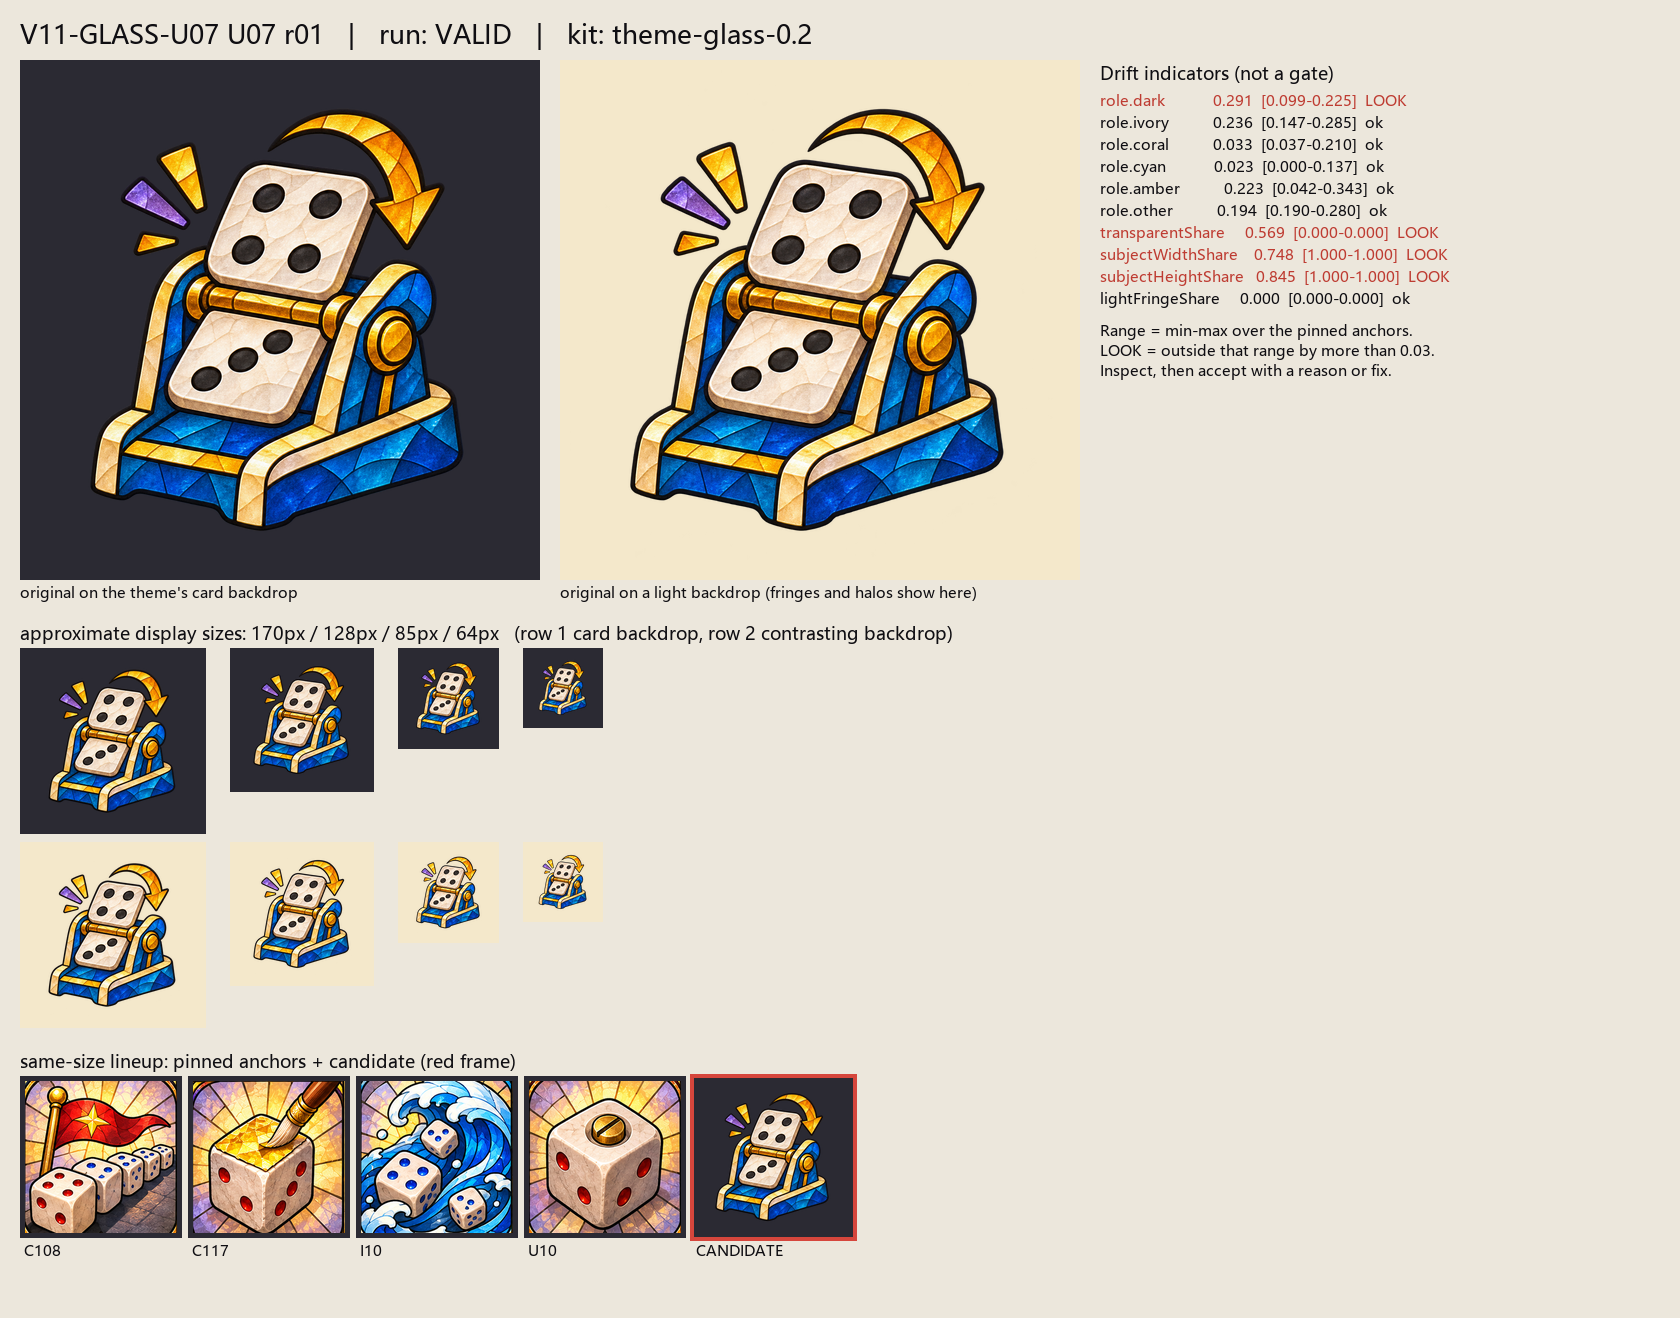 V11-GLASS-U07 U07 r01 | run: VALID | kit: theme-glass-0.2
Drift indicators (not a gate)
role.dark 0.291 [0.099-0.225] LOOK
role.ivory 0.236 [0.147-0.285] ok
role.coral 0.033 [0.037-0.210] ok
role.cyan 0.023 [0.000-0.137] ok
role.amber 0.223 [0.042-0.343] ok
role.other 0.194 [0.190-0.280] ok
transparentShare 0.569 [0.000-0.000] LOOK
subjectWidthShare 0.748 [1.000-1.000] LOOK
subjectHeightShare 0.845 [1.000-1.000] LOOK
lightFringeShare 0.000 [0.000-0.000] ok
Range = min-max over the pinned anchors.
LOOK = outside that range by more than 0.03.
Inspect, then accept with a reason or fix.
original on the theme's card backdrop
original on a light backdrop (fringes and halos show here)
approximate display sizes: 170px / 128px / 85px / 64px (row 1 card backdrop, row 2 contrasting backdrop)
same-size lineup: pinned anchors + candidate (red frame)
C108
C117
I10
U10
CANDIDATE